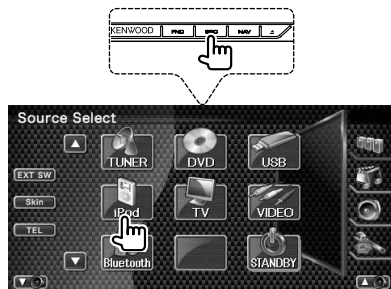 KENWOOD FNC SRC NAV
Source Select
TUNER DVD USB
EXT SW
Skin
iPod TV VIDEO
TEL
Bluetooth STANDBY